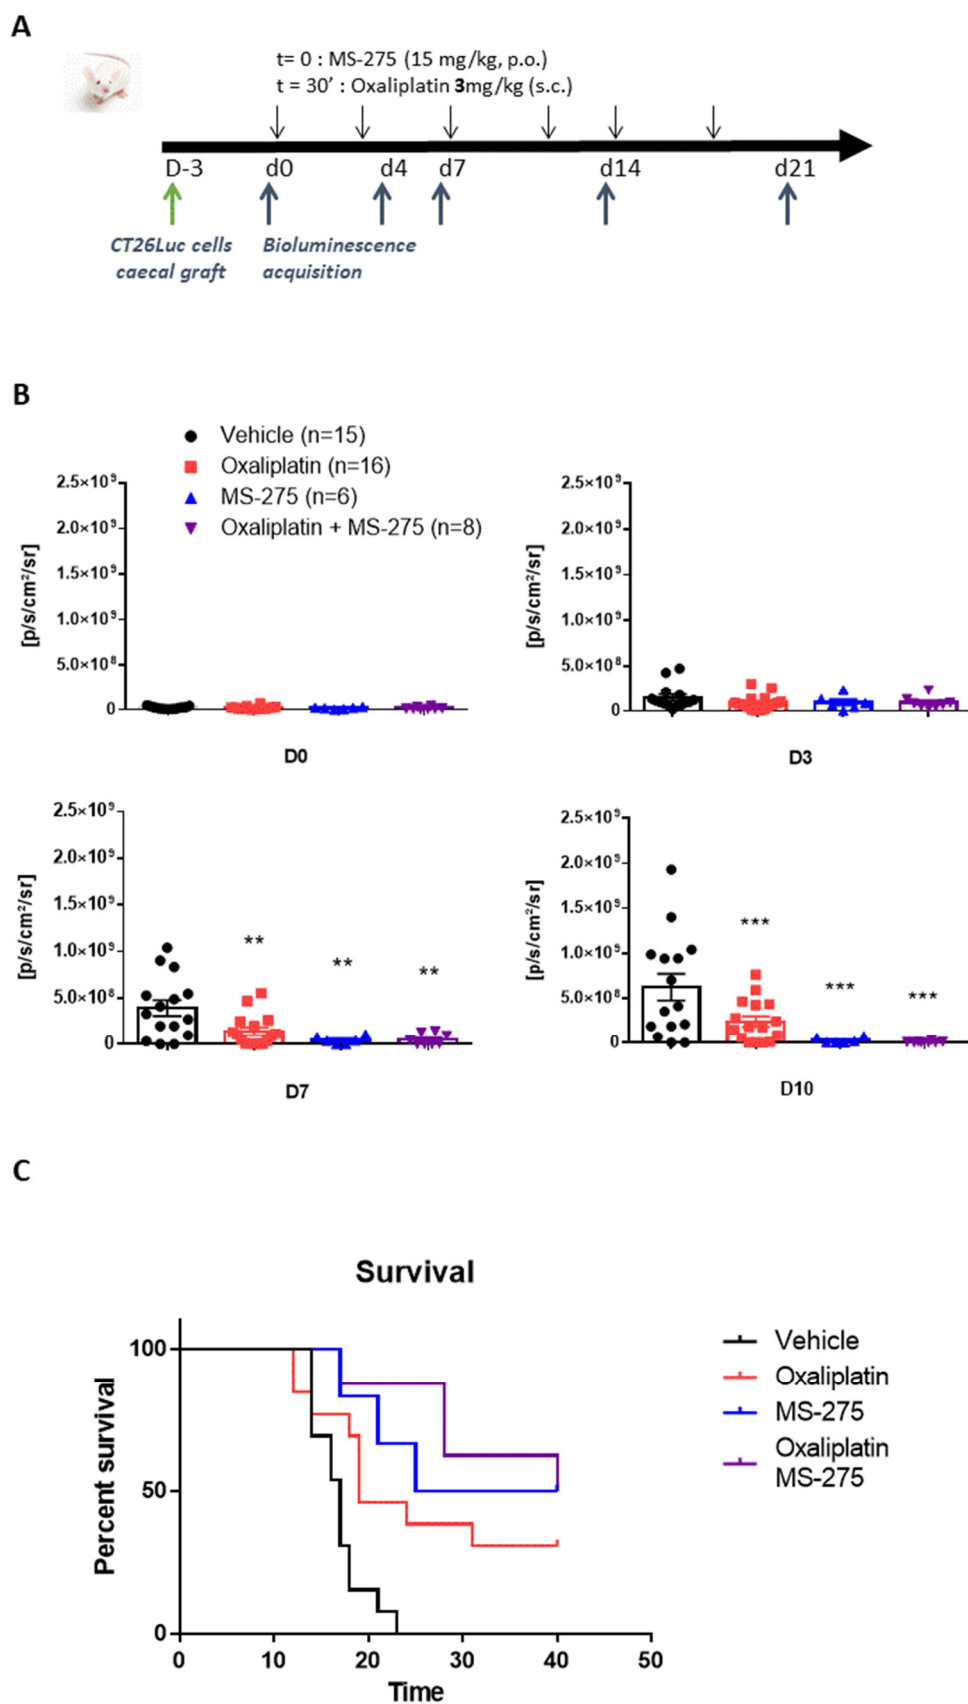 A
t= 0 : MS-275 (15 mg/kg, p.o.)
t = 30’ : Oxaliplatin 3mg/kg (s.c.)
D-3 d0 d4 d7 d14 d21
CT26Luc cells
caecal graft
Bioluminescence
acquisition
B
Vehicle (n=15)
Oxaliplatin (n=16)
MS-275 (n=6)
Oxaliplatin + MS-275 (n=8)
[p/s/cm²/sr]
2.5×10⁹
2.0×10⁹
1.5×10⁹
1.0×10⁹
5.0×10⁸
0
D0
[p/s/cm²/sr]
2.5×10⁹
2.0×10⁹
1.5×10⁹
1.0×10⁹
5.0×10⁸
0
D3
[p/s/cm²/sr]
2.5×10⁹
2.0×10⁹
1.5×10⁹
1.0×10⁹
5.0×10⁸
0
** ** **
D7
[p/s/cm²/sr]
2.5×10⁹
2.0×10⁹
1.5×10⁹
1.0×10⁹
5.0×10⁸
0
*** *** ***
D10
C
Survival
Percent survival
100
50
0
0 10 20 30 40 50
Time
Vehicle
Oxaliplatin
MS-275
Oxaliplatin
MS-275